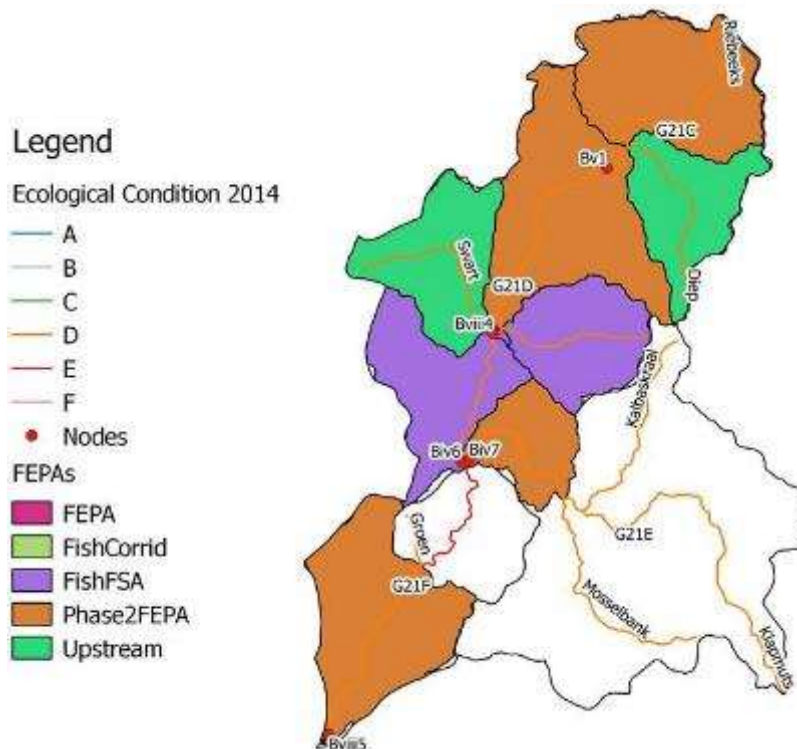 Legend
Ecological Condition 2014
A
B
C
D
E
F
Nodes
FEPAs
FEPA
FishCorrid
FishFSA
Phase2FEPA
Upstream
Riebeeks
G21C
Bv1
Swart
Diep
G21D
Bviii4
Kalbaskraal
Biv6
Biv7
Groen
G21E
G21F
Mosselbank
Klapmuts
Bviii5